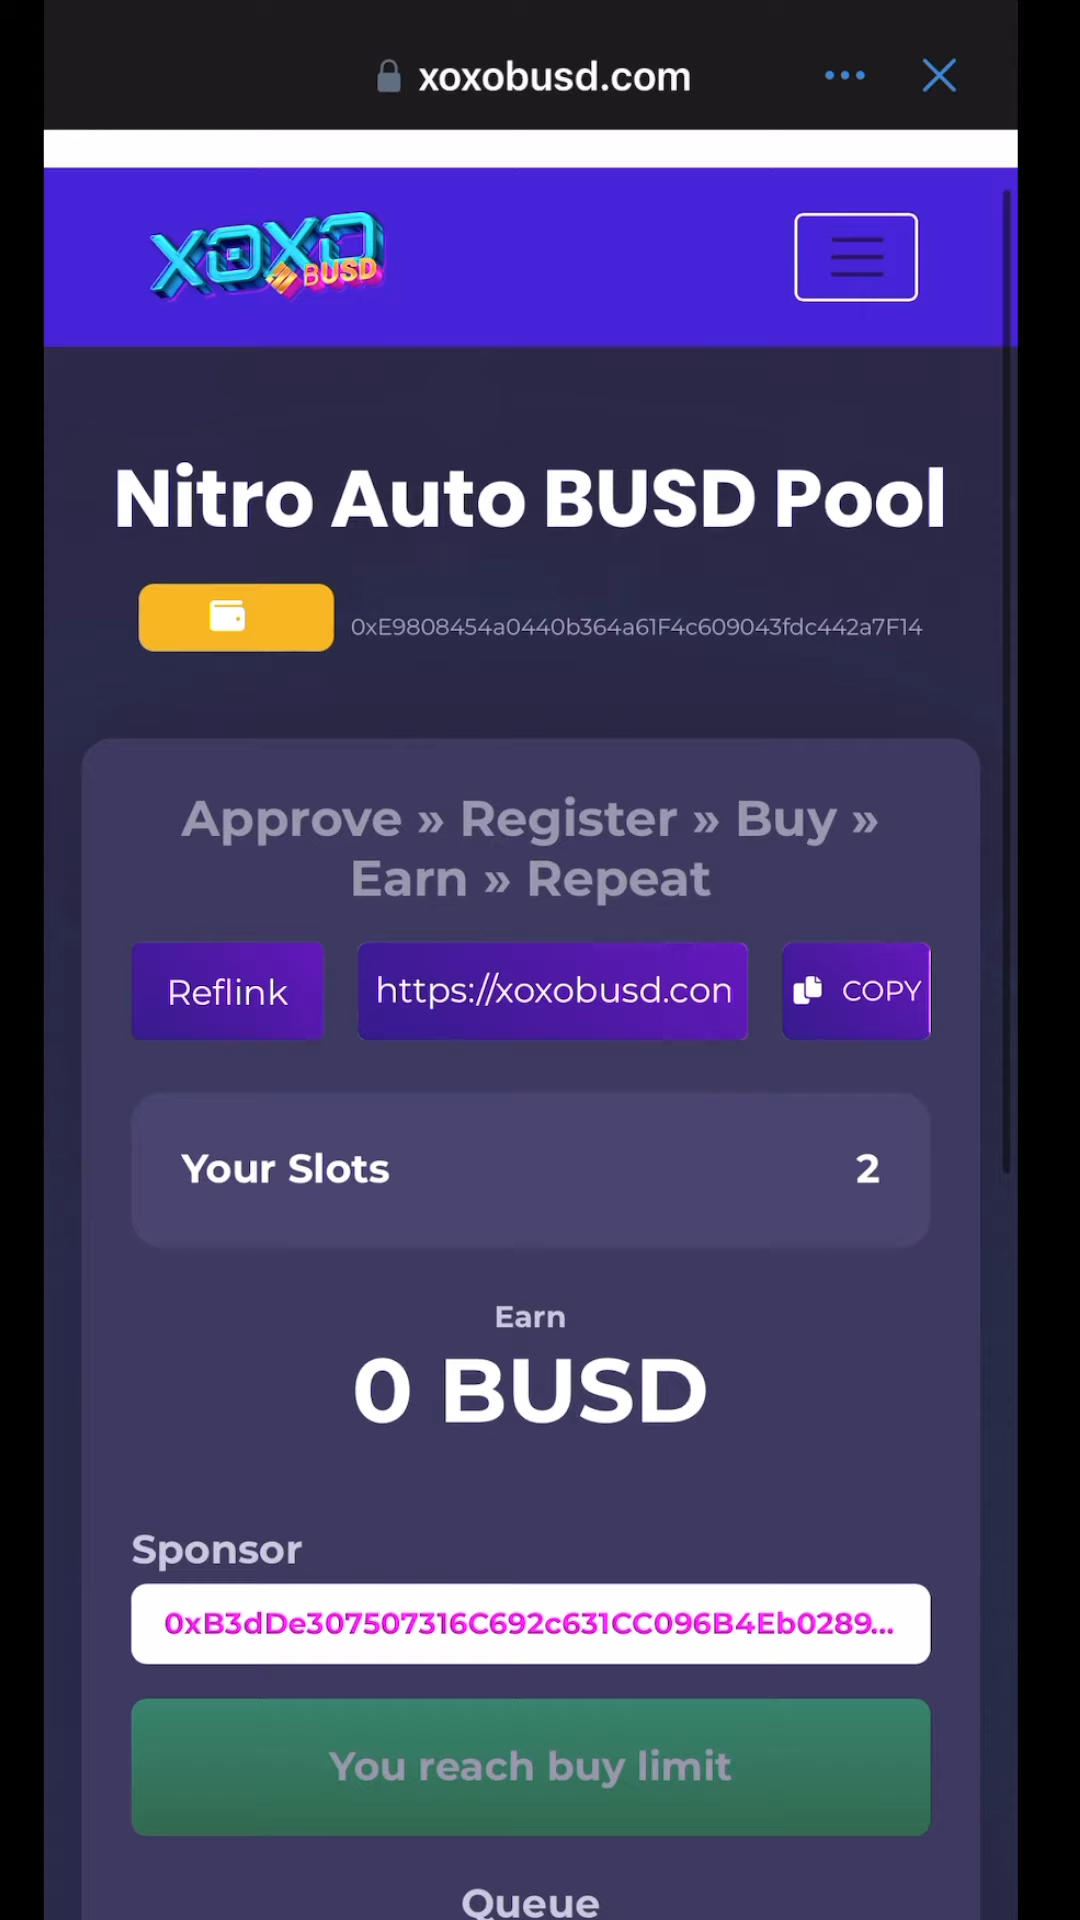 xoxobusd.com
XOXO
BUSD
Nitro Auto BUSD Pool
0xE9808454a0440b364a61F4c609043fdc442a7F14
Approve » Register » Buy »
Earn » Repeat
Reflink
https://xoxobusd.con
COPY
Your Slots
2
Earn
0 BUSD
Sponsor
0xB3dDe307507316C692c631CC096B4Eb0289...
You reach buy limit
Queue